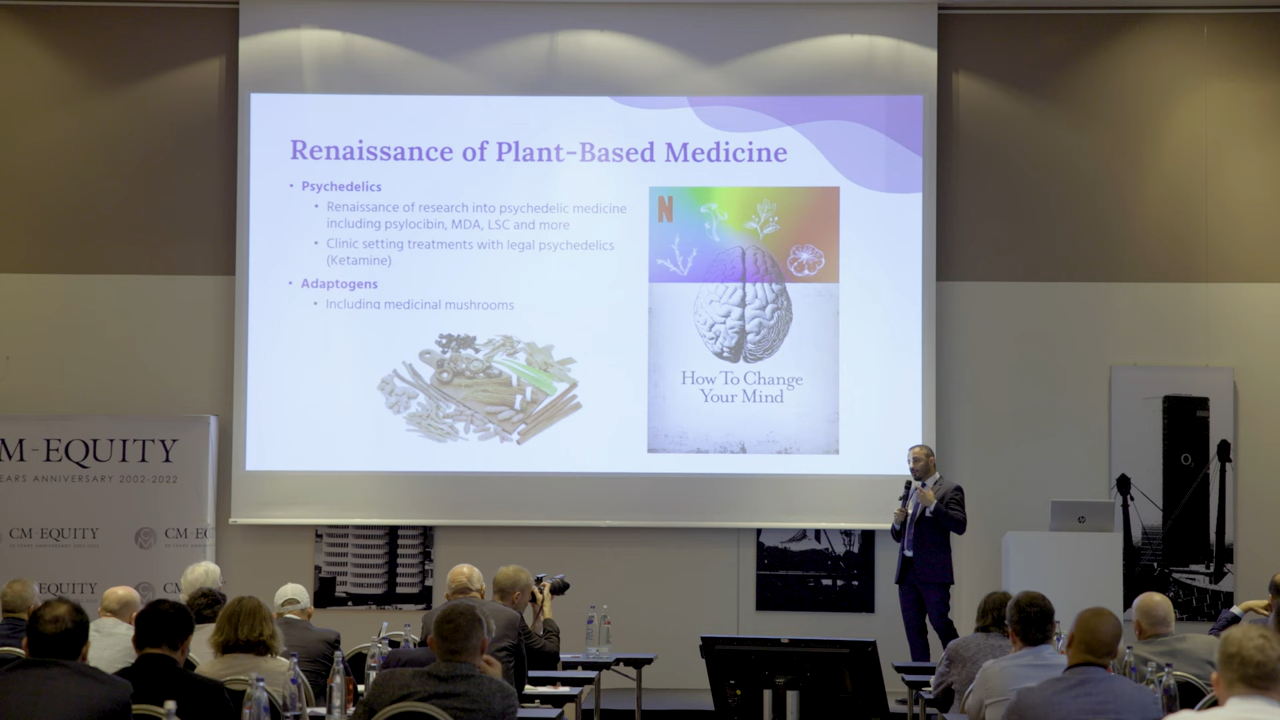 Renaissance of Plant-Based Medicine
• Psychedelics
• Renaissance of research into psychedelic medicine
including psylocibin, MDA, LSC and more
• Clinic setting treatments with legal psychedelics
(Ketamine)
• Adaptogens
• Including medicinal mushrooms
N
How To Change
Your Mind
M-EQUITY
EARS ANNIVERSARY 2002-2022
CM-EQUITY
CM-E
EQUITY
hp